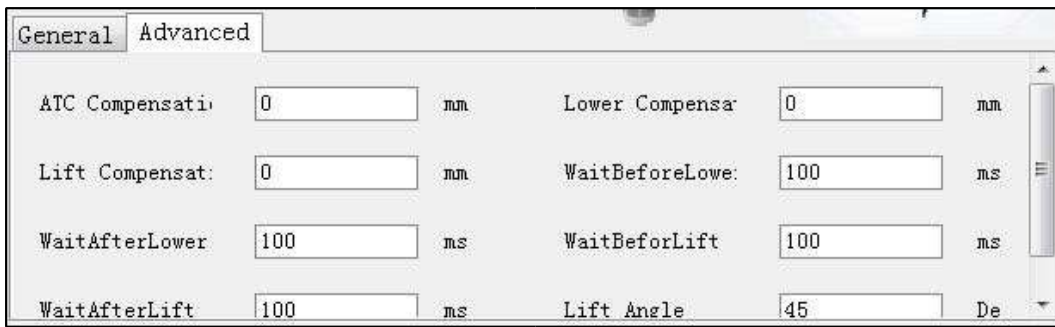 General Advanced
ATC Compensati 0 mm Lower Compensa 0 mm
Lift Compensat 0 mm WaitBeforeLowe 100 ms
WaitAfterLower 100 ms WaitBeforLift 100 ms
WaitAfterLift 100 ms Lift Angle 45 De